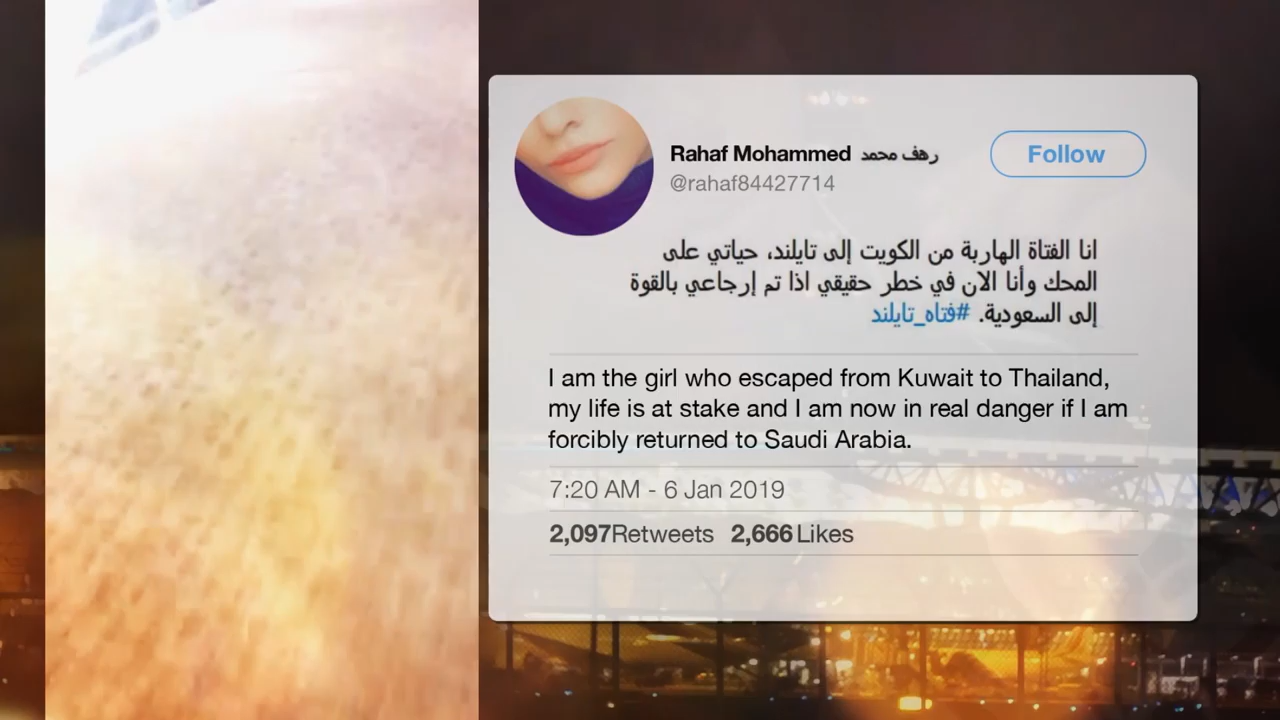 Rahaf Mohammed رهف محمد
Follow
@rahaf84427714
انا الفتاة الهاربة من الكويت إلى تايلند، حياتي على
المحك وأنا الان في خطر حقيقي اذا تم إرجاعي بالقوة
إلى السعودية. #فتاه_تايلند
I am the girl who escaped from Kuwait to Thailand,
my life is at stake and I am now in real danger if I am
forcibly returned to Saudi Arabia.
7:20 AM - 6 Jan 2019
2,097Retweets 2,666 Likes